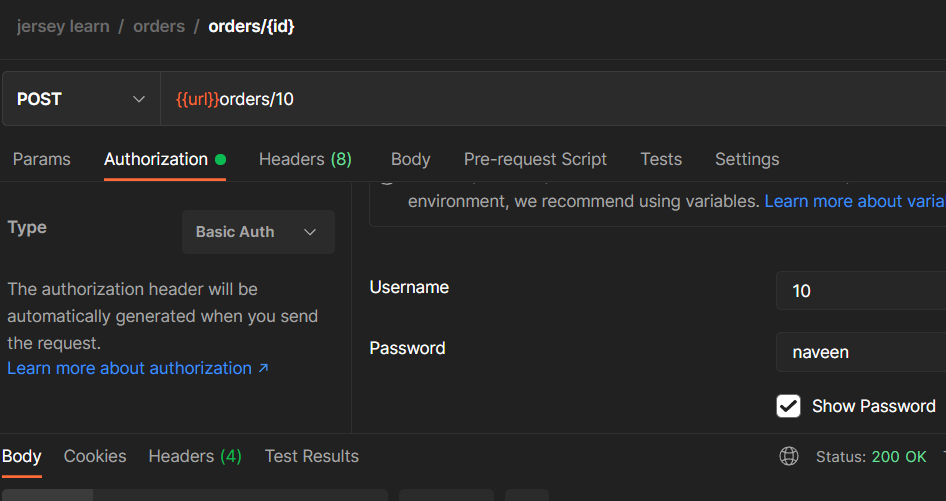 jersey learn / orders / orders/{id}
POST {{url}}orders/10
Params Authorization Headers (8) Body Pre-request Script Tests Settings
environment, we recommend using variables. Learn more about varia
Type Basic Auth
The authorization header will be
automatically generated when you send
the request.
Learn more about authorization ↗
Username 10
Password naveen
Show Password
Body Cookies Headers (4) Test Results Status: 200 OK